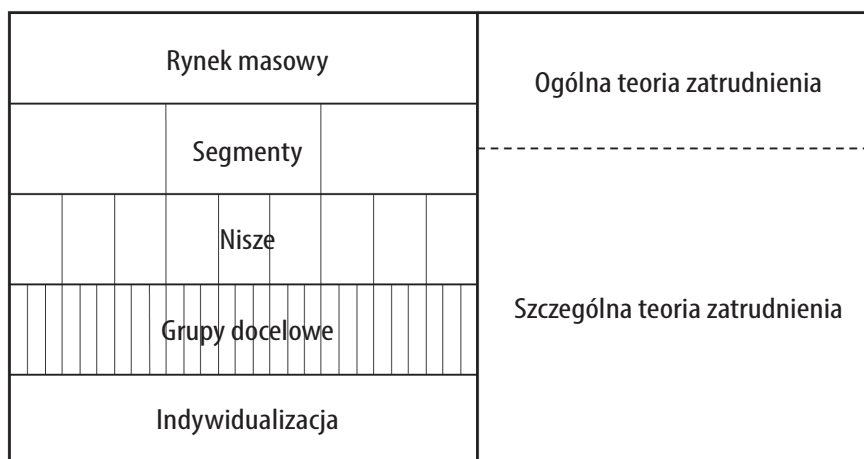 Rynek masowy
Segmenty
Nisze
Grupy docelowe
Indywidualizacja
Ogólna teoria zatrudnienia
Szczególna teoria zatrudnienia